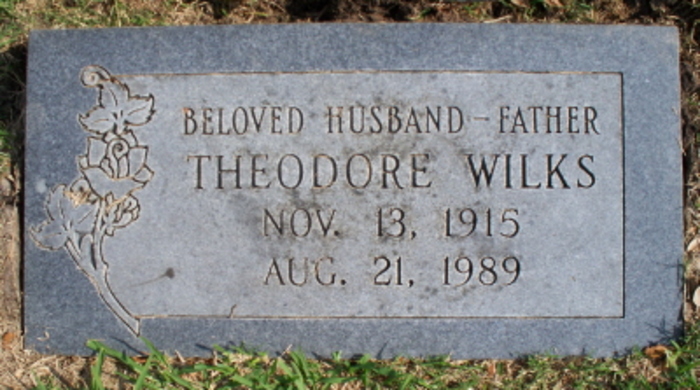 BELOVED HUSBAND - FATHER
THEODORE WILKS
NOV. 13, 1915
AUG. 21, 1989